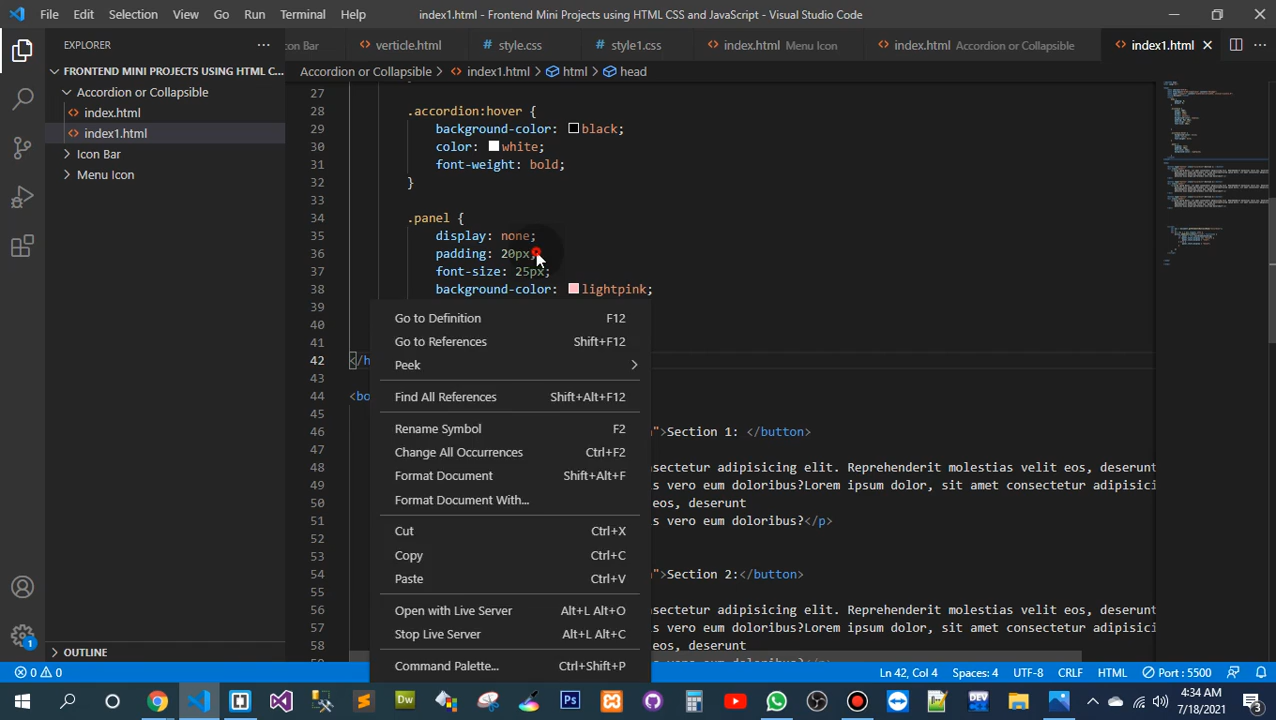 File Edit Selection View Go Run Terminal Help index1.html - Frontend Mini Projects using HTML CSS and JavaScript - Visual Studio Code
EXPLORER
con Bar verticle.html style.css style1.css index.html Menu Icon index.html Accordion or Collapsible index1.html
FRONTEND MINI PROJECTS USING HTML C...
Accordion or Collapsible
index.html
index1.html
Icon Bar
Menu Icon
OUTLINE
Accordion or Collapsible > index1.html > html > head
27
28 .accordion:hover {
29 background-color: black;
30 color: white;
31 font-weight: bold;
32 }
33
34 .panel {
35 display: none;
36 padding: 20px;
37 font-size: 25px;
38 background-color: lightpink;
39
40
41
42 </h
43
44 <bo
45
46 ">Section 1: </button>
47
48 sectetur adipisicing elit. Reprehenderit molestias velit eos, deserunt
49 s vero eum doloribus?Lorem ipsum dolor, sit amet consectetur adipisic
50 eos, deserunt
51 s vero eum doloribus?</p>
52
53
54 ">Section 2:</button>
55
56 sectetur adipisicing elit. Reprehenderit molestias velit eos, deserunt
57 s vero eum doloribus?Lorem ipsum dolor, sit amet consectetur adipisic
58 eos, deserunt
Go to Definition F12
Go to References Shift+F12
Peek
Find All References Shift+Alt+F12
Rename Symbol F2
Change All Occurrences Ctrl+F2
Format Document Shift+Alt+F
Format Document With...
Cut Ctrl+X
Copy Ctrl+C
Paste Ctrl+V
Open with Live Server Alt+L Alt+O
Stop Live Server Alt+L Alt+C
Command Palette... Ctrl+Shift+P
0 0 Ln 42, Col 4 Spaces: 4 UTF-8 CRLF HTML Port : 5500
1
4:34 AM
7/18/2021
3